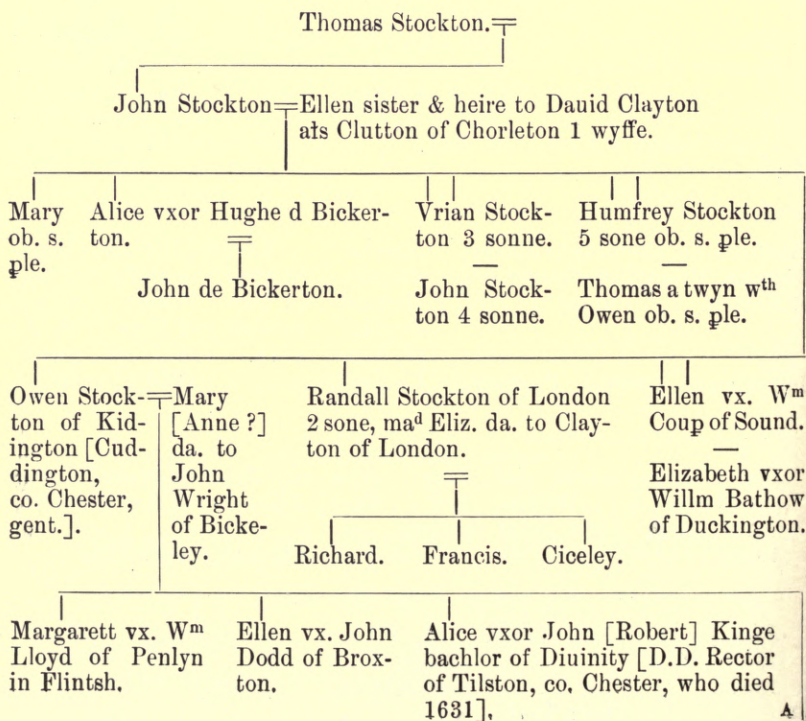 Thomas Stockton.
John Stockton Ellen sister & heire to Dauid Clayton
als Clutton of Chorleton 1 wyffe.
Mary
ob. s.
ple.
Alice vxor Hughe d Bicker-
ton.
John de Bickerton.
Vrian Stock-
ton 3 sonne.
—
John Stock-
ton 4 sonne.
Humfrey Stockton
5 sone ob. s. ple.
—
Thomas a twyn wth
Owen ob. s. ple.
Owen Stock-
ton of Kid-
ington [Cud-
dington,
co. Chester,
gent.].
Mary
[Anne ?]
da. to
John
Wright
of Bicke-
ley.
Randall Stockton of London
2 sone, mad Eliz. da. to Clay-
ton of London.
Richard. Francis. Ciceley.
Ellen vx. Wm
Coup of Sound.
—
Elizabeth vxor
Willm Bathow
of Duckington.
Margarett vx. Wm
Lloyd of Penlyn
in Flintsh.
Ellen vx. John
Dodd of Brox-
ton.
Alice vxor John [Robert] Kinge
bachlor of Diuinity [D.D. Rector
of Tilston, co. Chester, who died
1631],
A